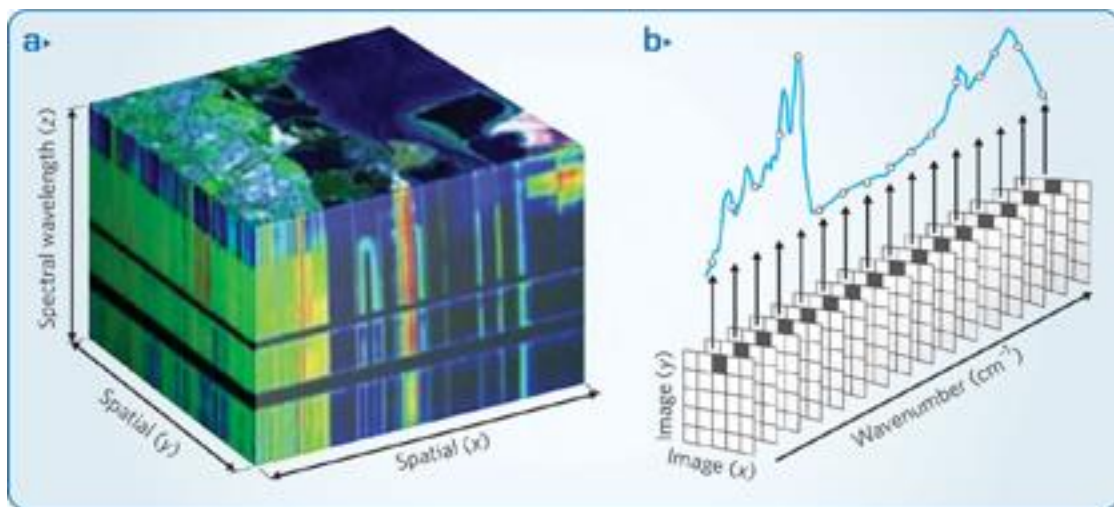 a▸
Spectral wavelength (z)
Spatial (y)
Spatial (x)
b▸
Image (y)
Image (x)
Wavenumber (cm⁻¹)